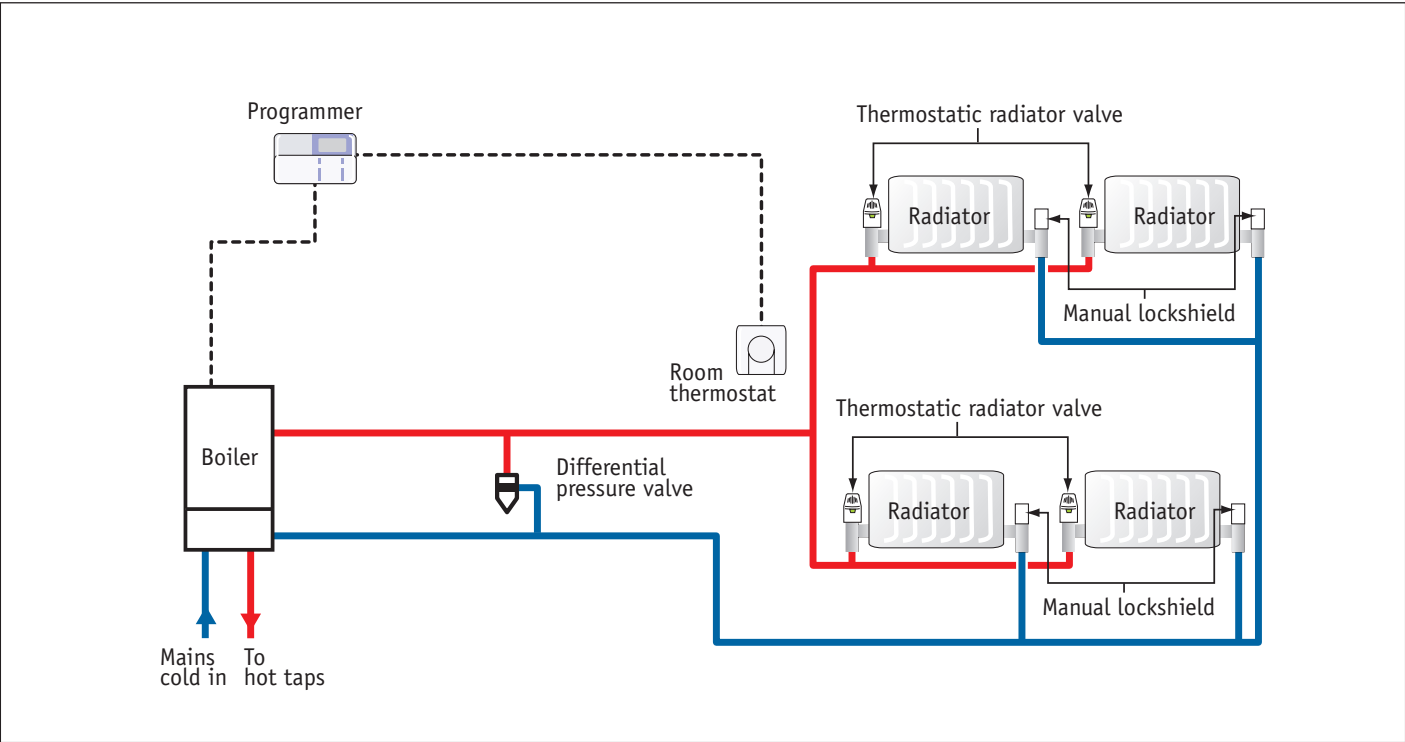 Programmer
Thermostatic radiator valve
Radiator
Radiator
Manual lockshield
Room
thermostat
Thermostatic radiator valve
Boiler
Differential
pressure valve
Radiator
Radiator
Manual lockshield
Mains
cold in
To
hot taps